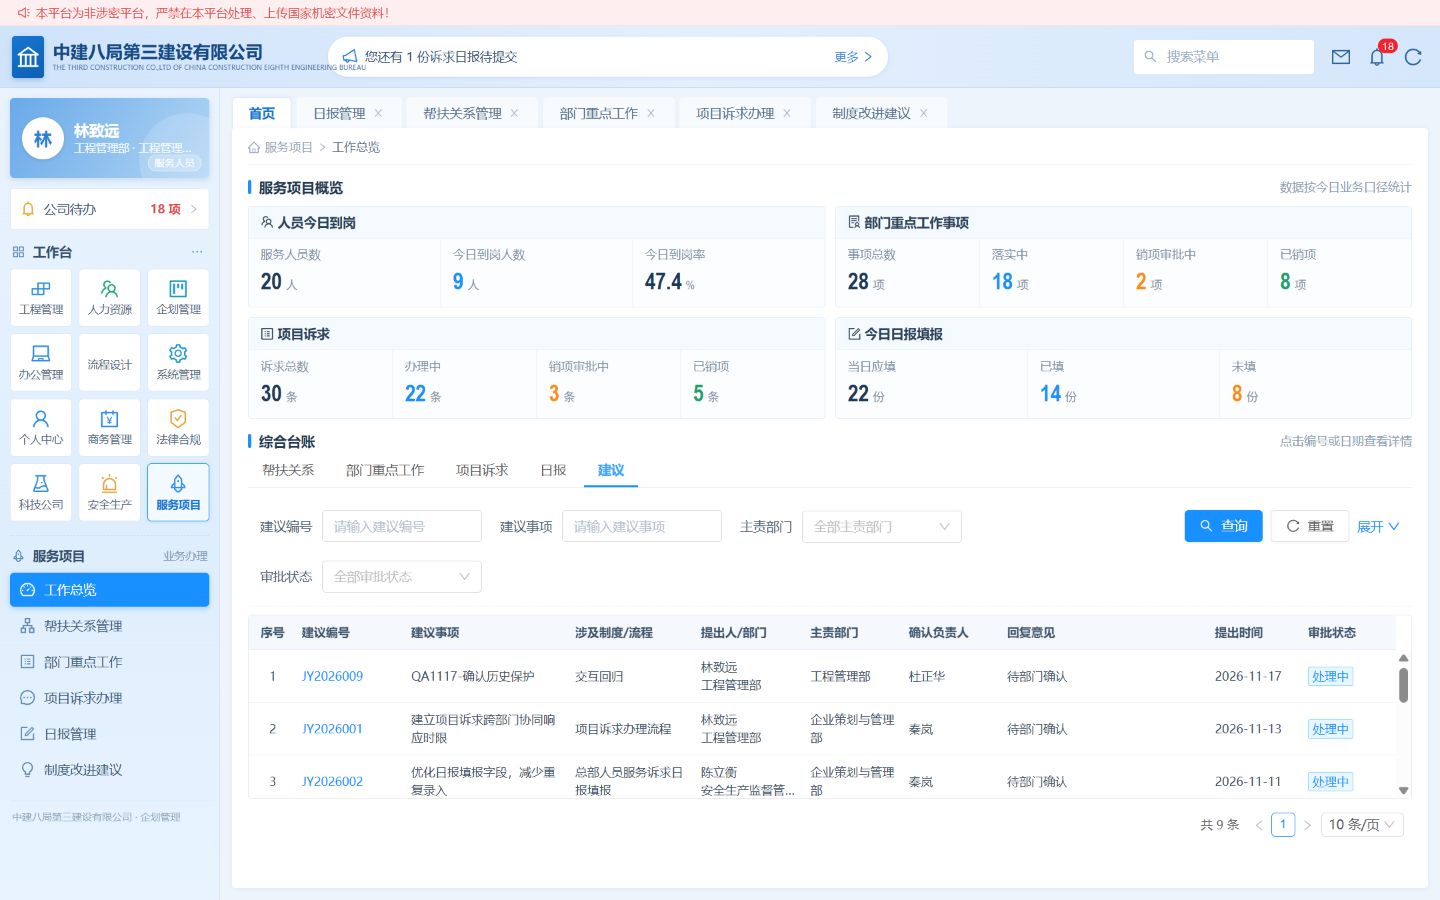 本平台为非涉密平台，严禁在本平台处理、上传国家机密文件资料！
中建八局第三建设有限公司
THE THIRD CONSTRUCTION CO.,LTD OF CHINA CONSTRUCTION EIGHTH ENGINEERING BUREAU
您还有 1 份诉求日报待提交
更多
搜索菜单
18
林
林致远
工程管理部 · 工程管理...
服务人员
公司待办
18 项
工作台
工程管理
人力资源
企划管理
办公管理
流程设计
系统管理
个人中心
商务管理
法律合规
科技公司
安全生产
服务项目
服务项目
业务办理
工作总览
帮扶关系管理
部门重点工作
项目诉求办理
日报管理
制度改进建议
中建八局第三建设有限公司 · 企划管理
首页
日报管理
帮扶关系管理
部门重点工作
项目诉求办理
制度改进建议
服务项目 > 工作总览
服务项目概览
数据按今日业务口径统计
人员今日到岗
服务人员数
20 人
今日到岗人数
9 人
今日到岗率
47.4 %
部门重点工作事项
事项总数
28 项
落实中
18 项
销项审批中
2 项
已销项
8 项
项目诉求
诉求总数
30 条
办理中
22 条
销项审批中
3 条
已销项
5 条
今日日报填报
当日应填
22 份
已填
14 份
未填
8 份
综合台账
点击编号或日期查看详情
帮扶关系
部门重点工作
项目诉求
日报
建议
建议编号
请输入建议编号
建议事项
请输入建议事项
主责部门
全部主责部门
查询
重置
展开
审批状态
全部审批状态
序号 建议编号 建议事项 涉及制度/流程 提出人/部门 主责部门 确认负责人 回复意见 提出时间 审批状态
1 JY2026009 QA1117-确认历史保护 交互回归 林致远 工程管理部 工程管理部 杜正华 待部门确认 2026-11-17 处理中
2 JY2026001 建立项目诉求跨部门协同响应时限 项目诉求办理流程 林致远 工程管理部 企业策划与管理部 秦岚 待部门确认 2026-11-13 处理中
3 JY2026002 优化日报填报字段，减少重复录入 总部人员服务诉求日报填报 陈立衡 安全生产监督管... 企业策划与管理部 秦岚 待部门确认 2026-11-11 处理中
共 9 条
1
10 条/页